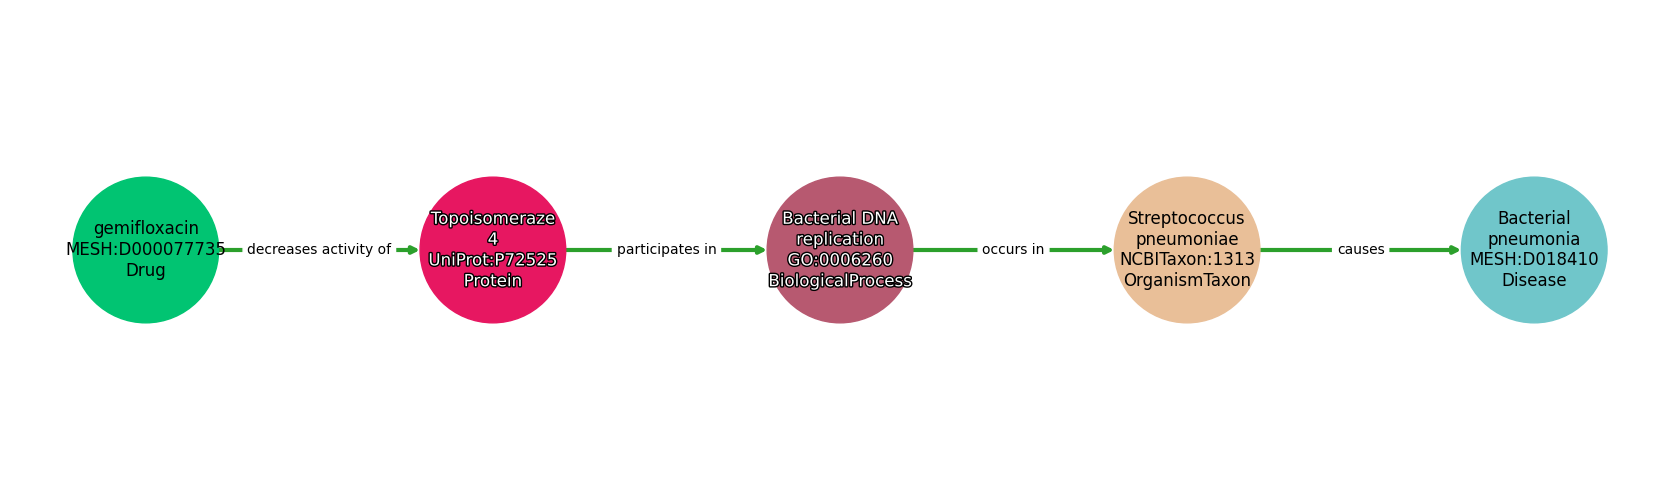 gemifloxacin
MESH:D000077735
Drug
decreases activity of
Topoisomeraze
4
UniProt:P72525
Protein
participates in
Bacterial DNA
replication
GO:0006260
BiologicalProcess
occurs in
Streptococcus
pneumoniae
NCBITaxon:1313
OrganismTaxon
causes
Bacterial
pneumonia
MESH:D018410
Disease